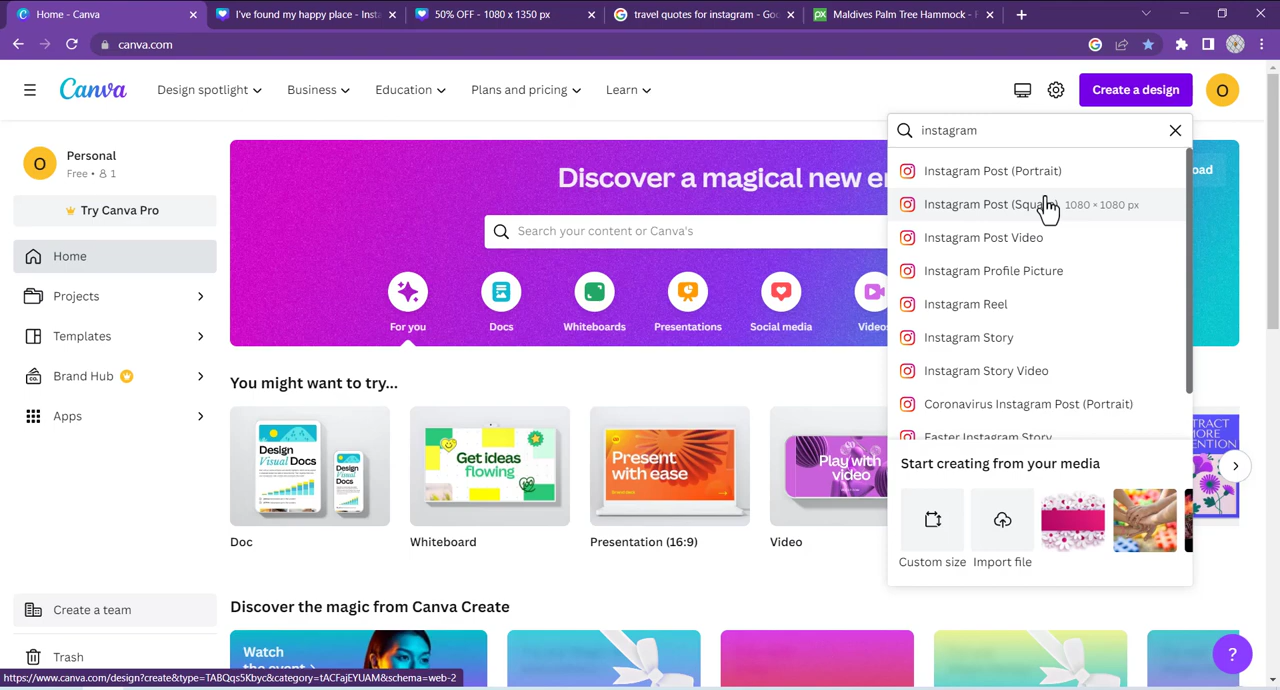 Home - Canva
I've found my happy place - Insta
50% OFF - 1080 x 1350 px
travel quotes for instagram - Goo
Maldives Palm Tree Hammock -
canva.com
Canva
Design spotlight
Business
Education
Plans and pricing
Learn
Create a design
O
O
Personal
Free • 1
Try Canva Pro
Home
Projects
Templates
Brand Hub
Apps
Create a team
Trash
Discover a magical new
Search your content or Canva's
For you
Docs
Whiteboards
Presentations
Social media
Videos
instagram
Instagram Post (Portrait)
Instagram Post 1080 × 1080 px
Instagram Post Video
Instagram Profile Picture
Instagram Reel
Instagram Story
Instagram Story Video
Coronavirus Instagram Post (Portrait)
Easter Instagram Story
Start creating from your media
Custom size
Import file
You might want to try...
Design
Visual Docs
Design
Visual
Docs
Get ideas
flowing
Present
with ease
Play with
video
Doc
Whiteboard
Presentation (16:9)
Video
Discover the magic from Canva Create
Watch
the event
?
https://www.canva.com/design?create&type=TABQqs5Kbyc&category=tACFajEYUAM&schema=web-2